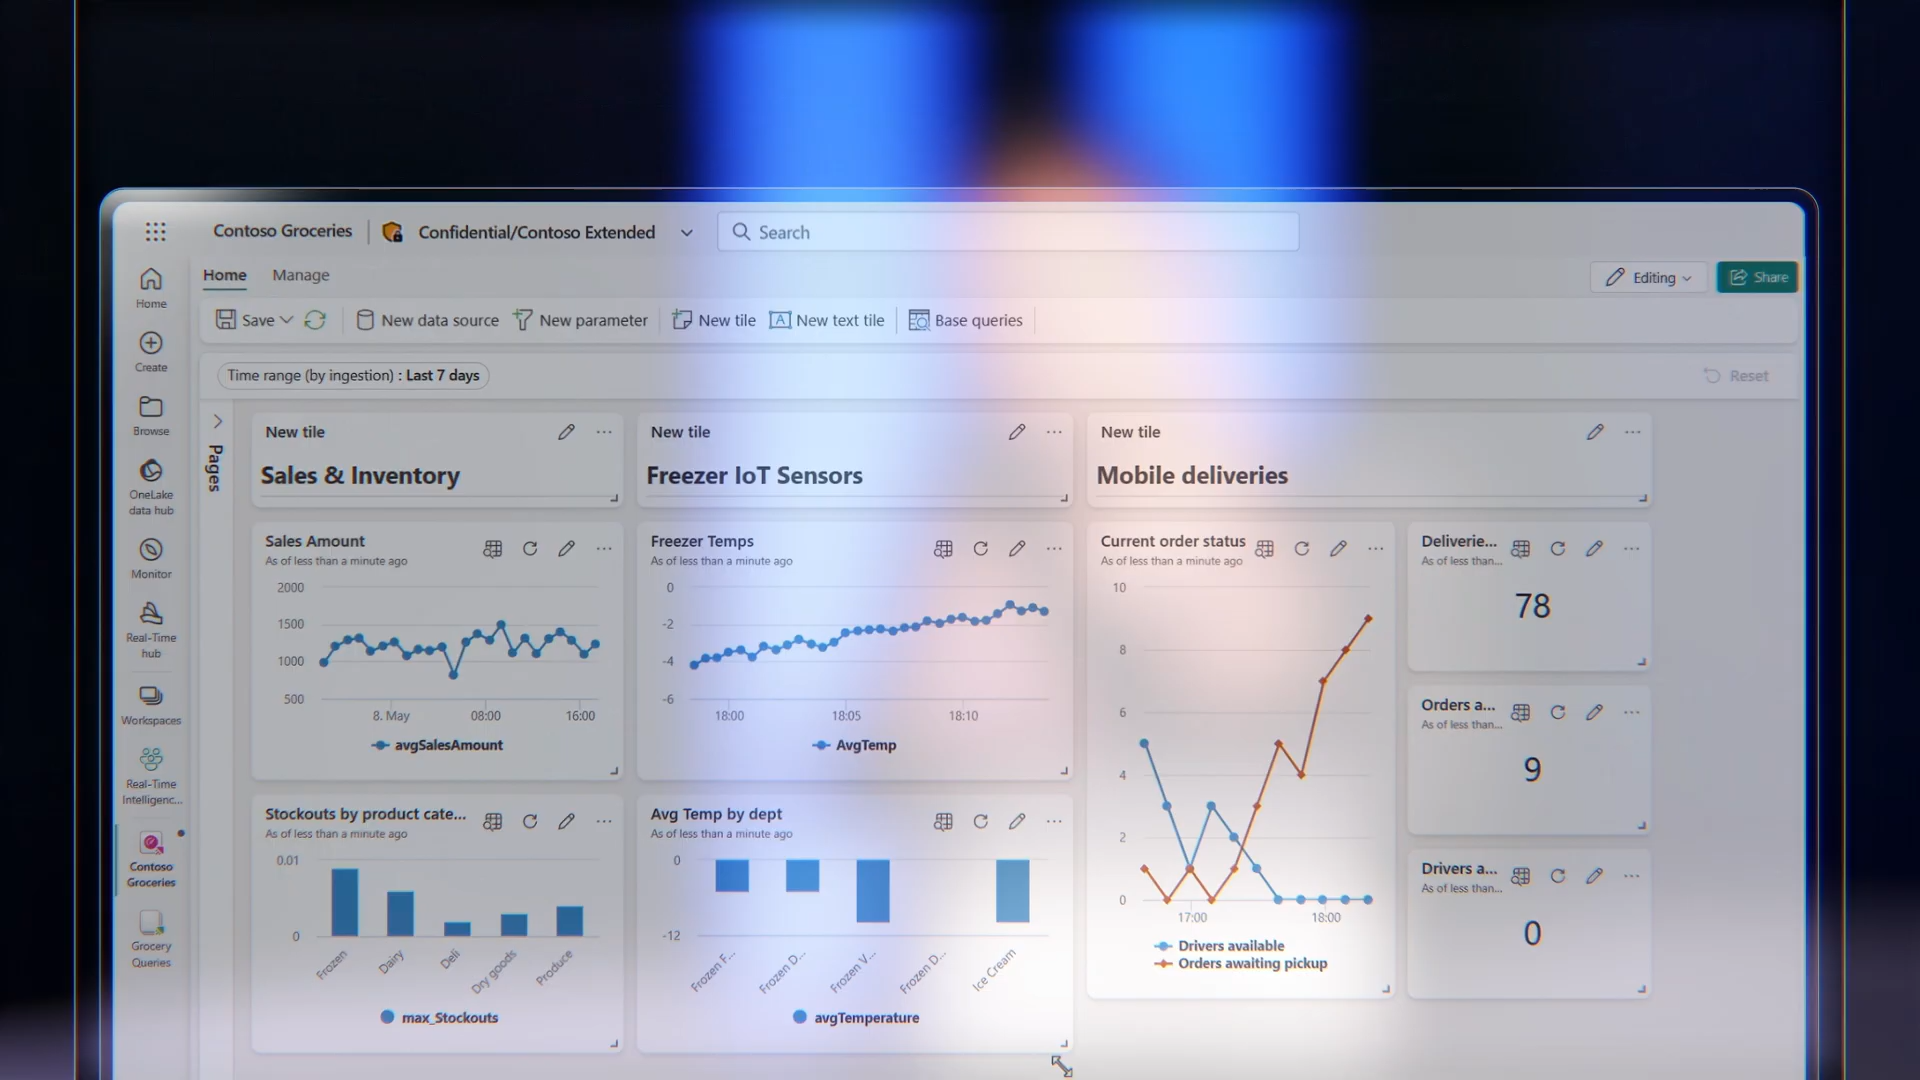 Contoso Groceries
Confidential/Contoso Extended
Search
Home
Manage
Editing
Share
Save
New data source
New parameter
New tile
New text tile
Base queries
Time range (by ingestion) : Last 7 days
Reset
Home
Create
Browse
OneLake
data hub
Monitor
Real-Time
hub
Workspaces
Real-Time
Intelligenc...
Contoso
Groceries
Grocery
Queries
Pages
New tile
Sales & Inventory
New tile
Freezer IoT Sensors
New tile
Mobile deliveries
Sales Amount
As of less than a minute ago
2000
1500
1000
500
8. May
08:00
16:00
avgSalesAmount
Freezer Temps
As of less than a minute ago
0
-2
-4
-6
18:00
18:05
18:10
AvgTemp
Current order status
As of less than a minute ago
10
8
6
4
2
0
17:00
18:00
Drivers available
Orders awaiting pickup
Deliverie...
As of less than...
78
Orders a...
As of less than...
9
Drivers a...
As of less than...
0
Stockouts by product cate...
As of less than a minute ago
0.01
0
Frozen
Dairy
Deli
Dry goods
Produce
max_Stockouts
Avg Temp by dept
As of less than a minute ago
0
-12
Frozen F...
Frozen D...
Frozen V...
Frozen D...
Ice Cream
avgTemperature